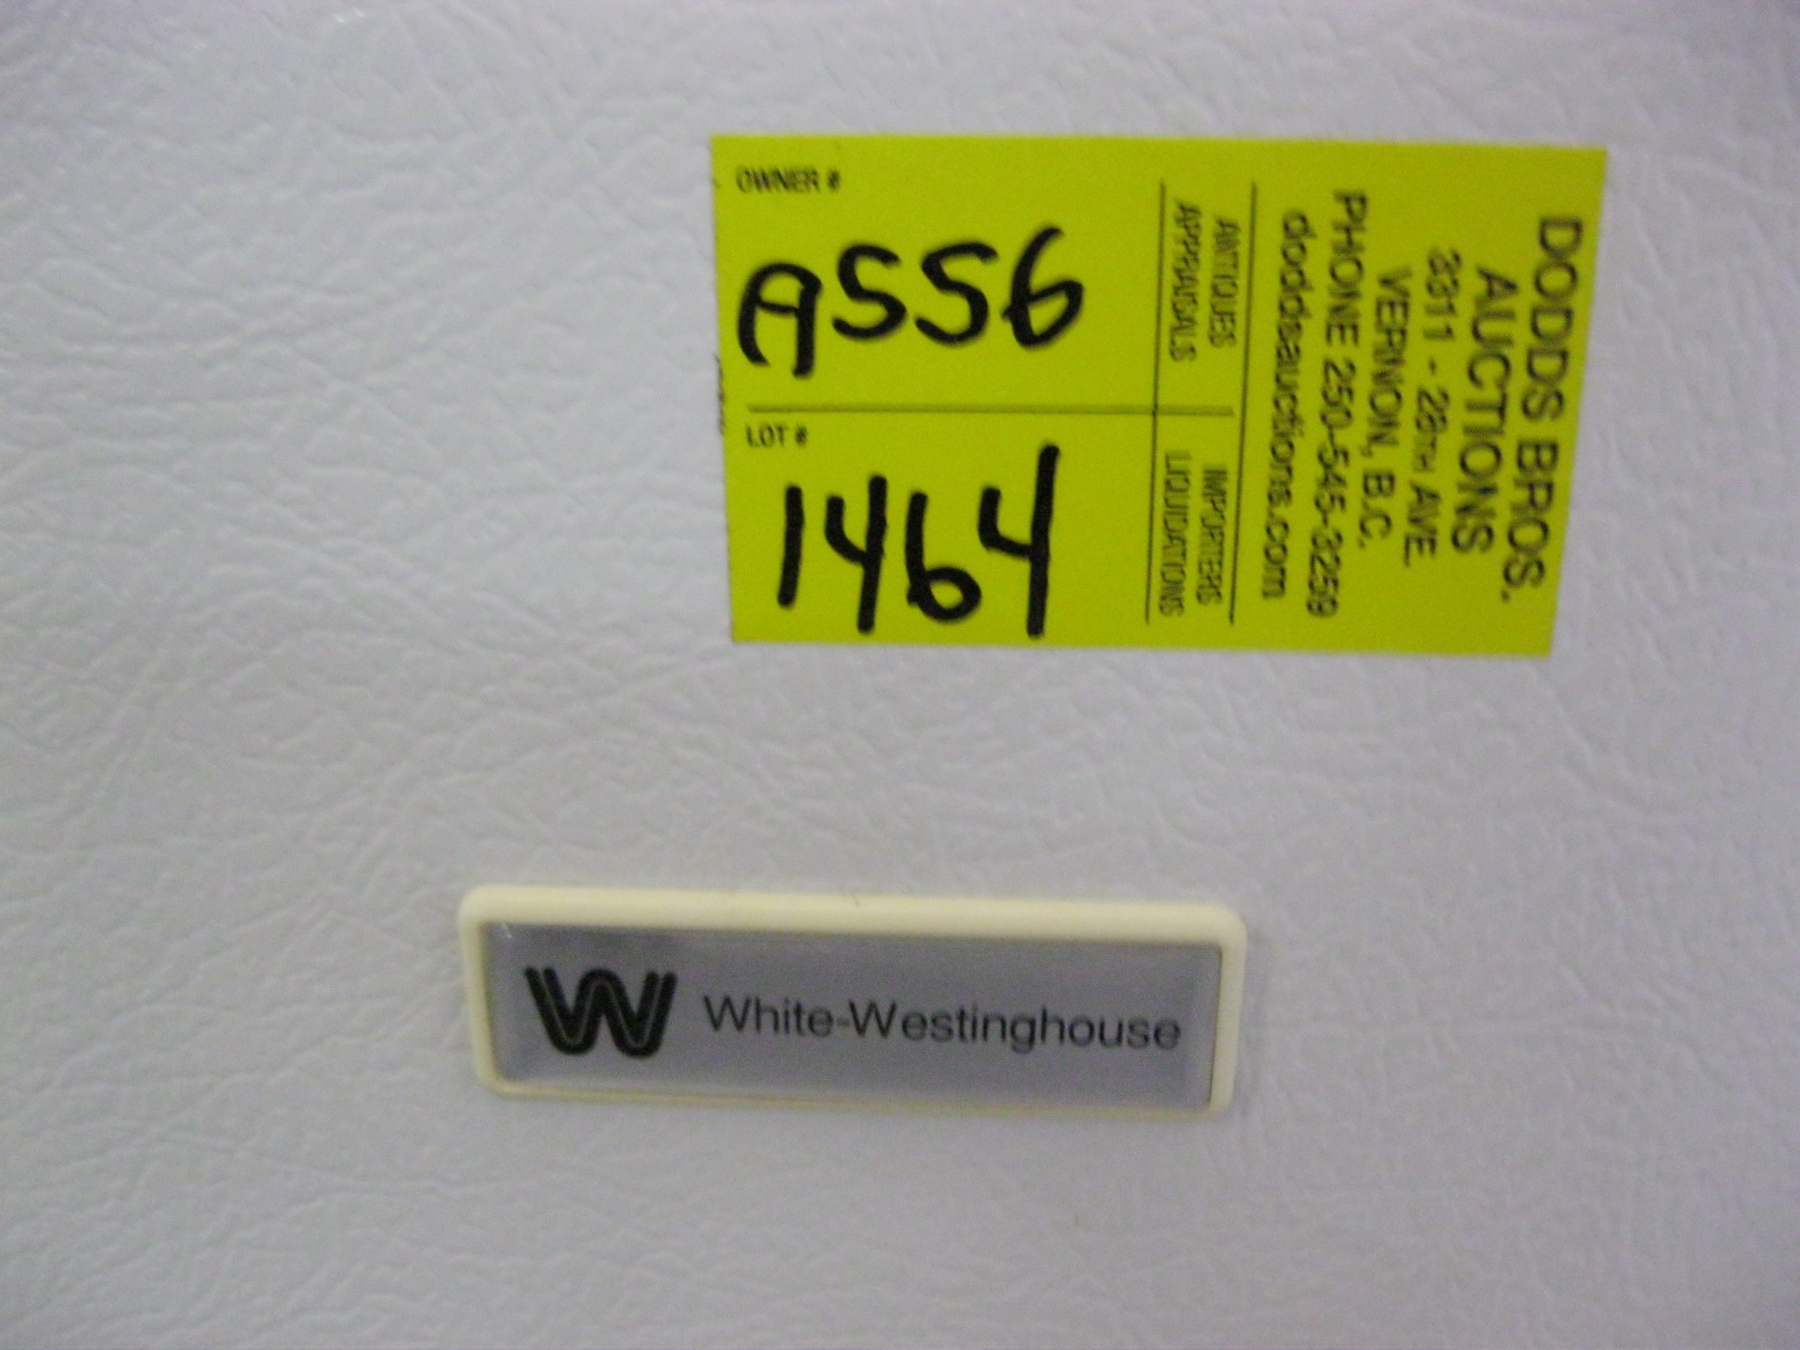 OWNER #
A556
LOT #
1464
ANTIQUES
APPRAISALS
IMPORTERS
LIQUIDATIONS
DODDS BROS.
AUCTIONS
3311 - 28TH AVE.
VERNON, B.C.
PHONE 250-545-3259
doddsauctions.com
W White-Westinghouse